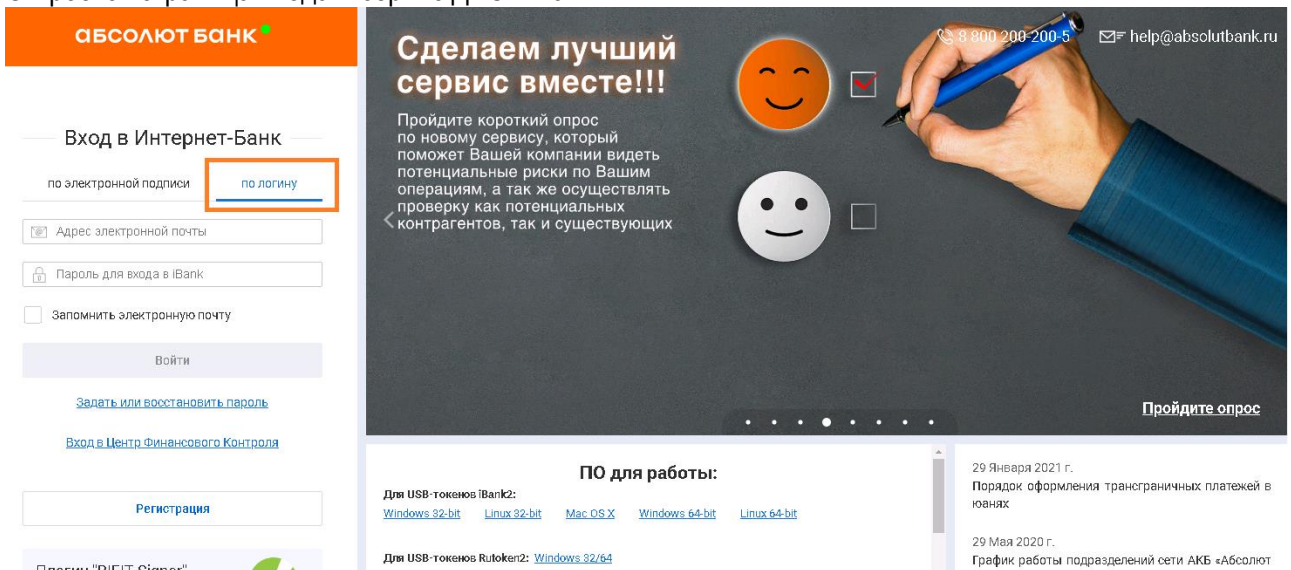 абсолют банк
Вход в Интернет-Банк
по электронной подписи
по логину
Адрес электронной почты
Пароль для входа в iBank
Запомнить электронную почту
Войти
Задать или восстановить пароль
Вход в Центр Финансового Контроля
Регистрация
Сделаем лучший
сервис вместе!!!
8 800 200-200-5
help@absolutbank.ru
Пройдите короткий опрос
по новому сервису, который
поможет Вашей компании видеть
потенциальные риски по Вашим
операциям, а так же осуществлять
проверку как потенциальных
контрагентов, так и существующих
Пройдите опрос
ПО для работы:
Для USB-токенов iBank2:
Windows 32-bit Linux 32-bit Mac OS X Windows 64-bit Linux 64-bit
Для USB-токенов Rutoken2: Windows 32/64
29 Января 2021 г.
Порядок оформления трансграничных платежей в
юанях
29 Мая 2020 г.
График работы подразделений сети АКБ «Абсолют